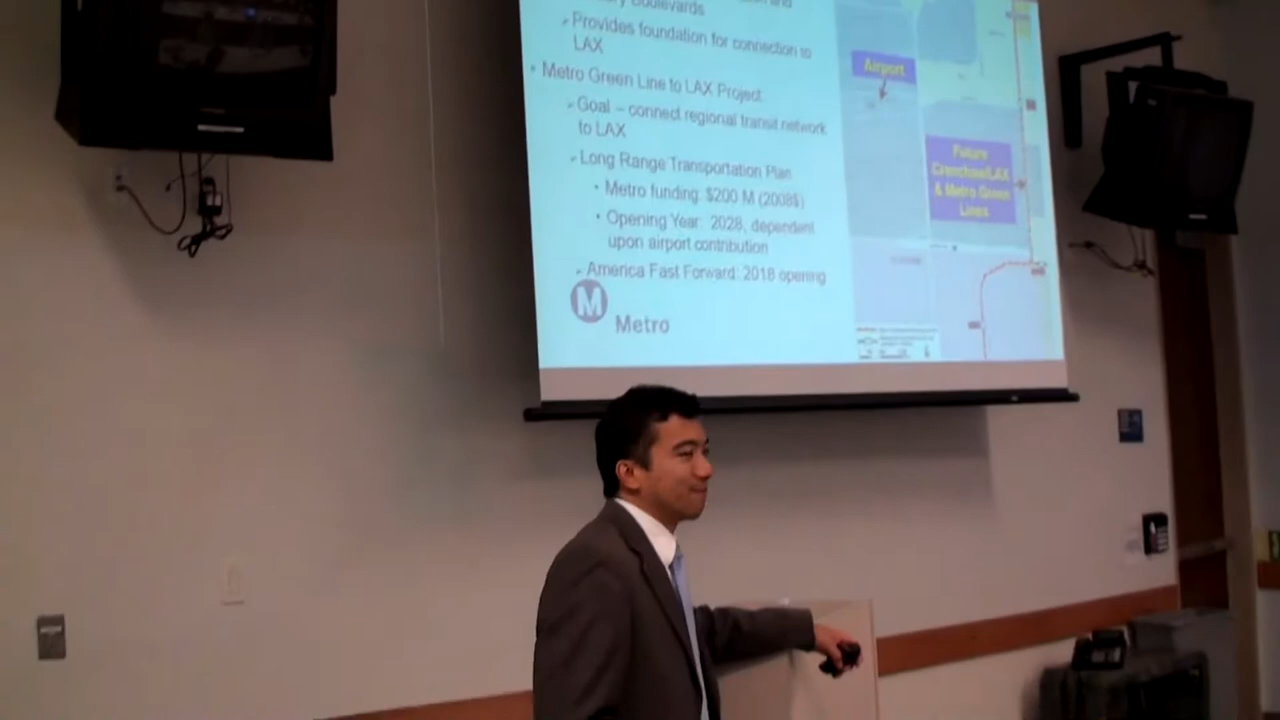 Boulevards
Provides foundation for connection to
LAX
Metro Green Line to LAX Project
Goal – connect regional transit network
to LAX
Long Range Transportation Plan
Metro funding: $200 M (2008$)
Opening Year: 2028, dependent
upon airport contribution
America Fast Forward: 2018 opening
M
Metro
Airport
Future
Crenshaw/LAX
& Metro Green
Lines